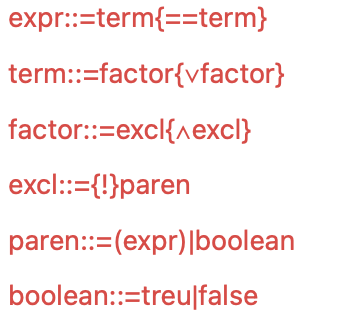 expr::=term{==term}
term::=factor{∨factor}
factor::=excl{∧excl}
excl::={!}paren
paren::=(expr)|boolean
boolean::=treu|false